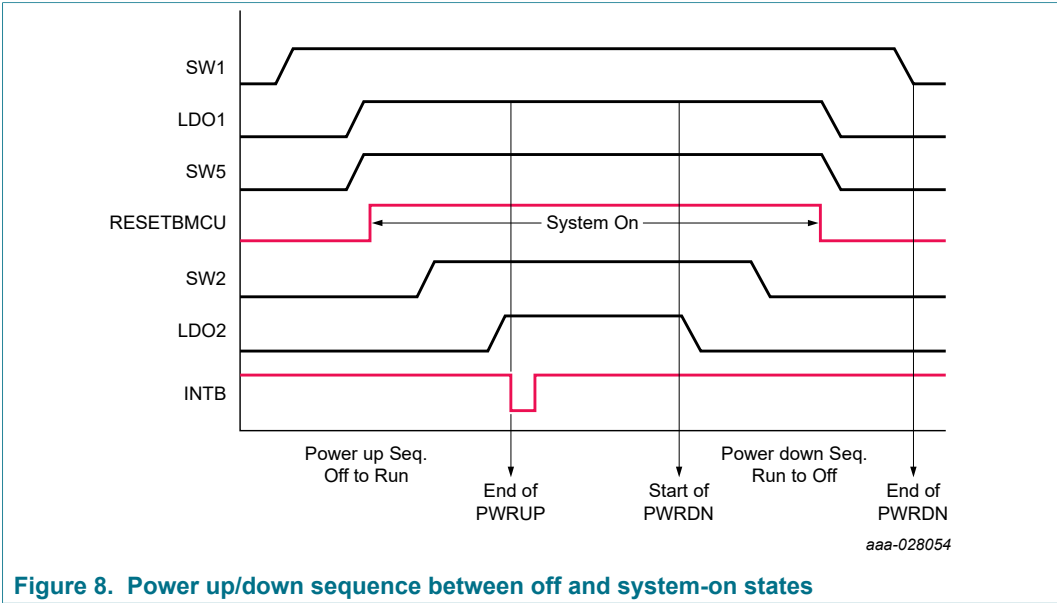 SW1
LDO1
SW5
RESETBMCU
System On
SW2
LDO2
INTB
Power up Seq.
Off to Run
End of
PWRUP
Start of
PWRDN
Power down Seq.
Run to Off
End of
PWRDN
aaa-028054
Figure 8. Power up/down sequence between off and system-on states